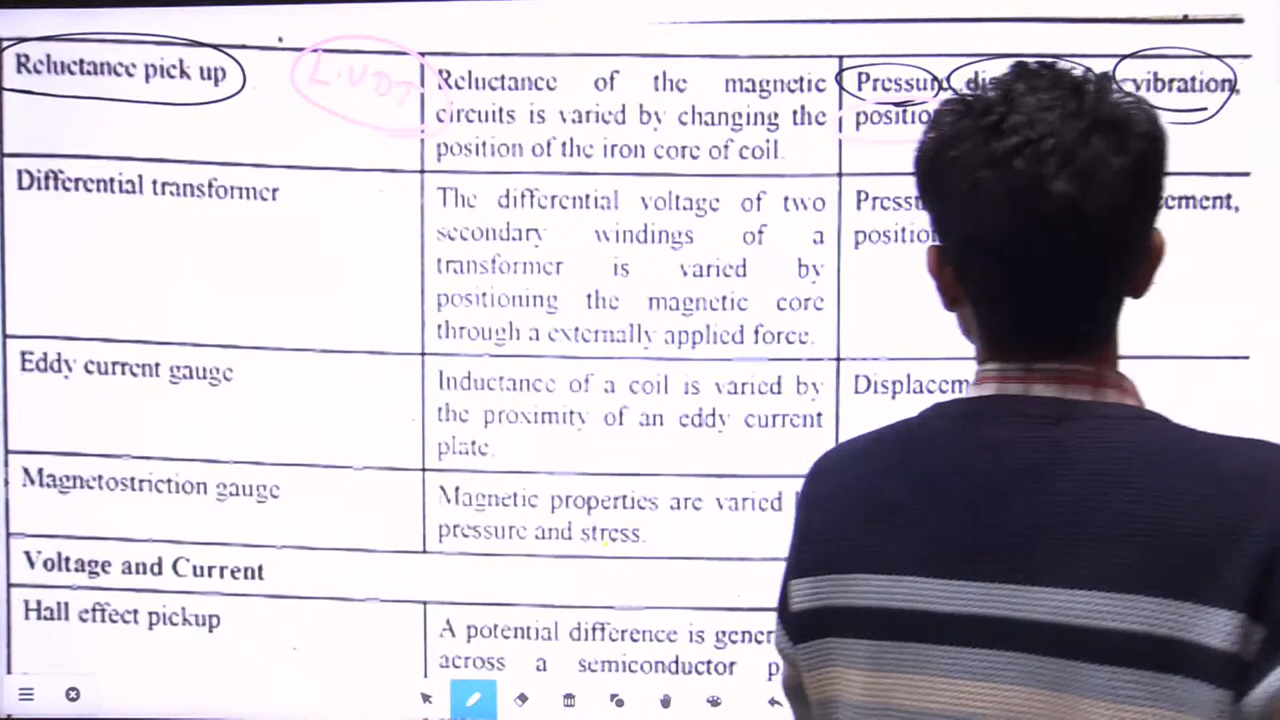 Reluctance pick up
L.VDT
Reluctance of the magnetic
circuits is varied by changing the
position of the iron core of coil.
Pressure, vibration,
Differential transformer
The differential voltage of two
secondary windings of a
transformer is varied by
positioning the magnetic core
through a externally applied force.
Eddy current gauge
Inductance of a coil is varied by
the proximity of an eddy current
plate.
Magnetostriction gauge
Magnetic properties are varied
pressure and stress.
Voltage and Current
Hall effect pickup
A potential difference is
across a semiconductor